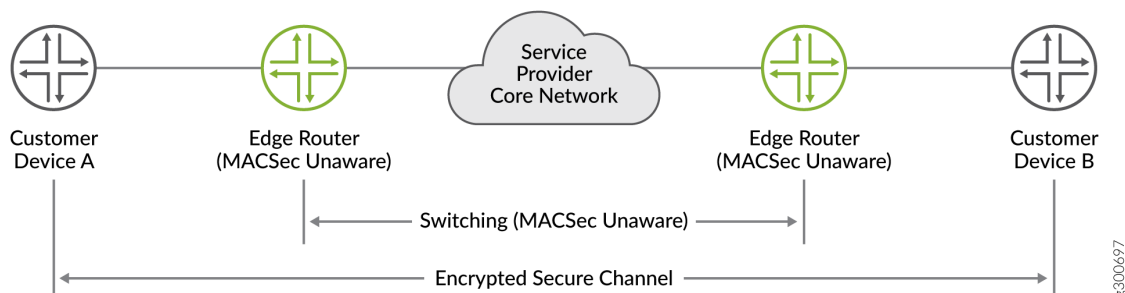 Service
Provider
Core Network
Customer
Device A
Edge Router
(MACSec Unaware)
Edge Router
(MACSec Unaware)
Customer
Device B
Switching (MACSec Unaware)
Encrypted Secure Channel
g300697